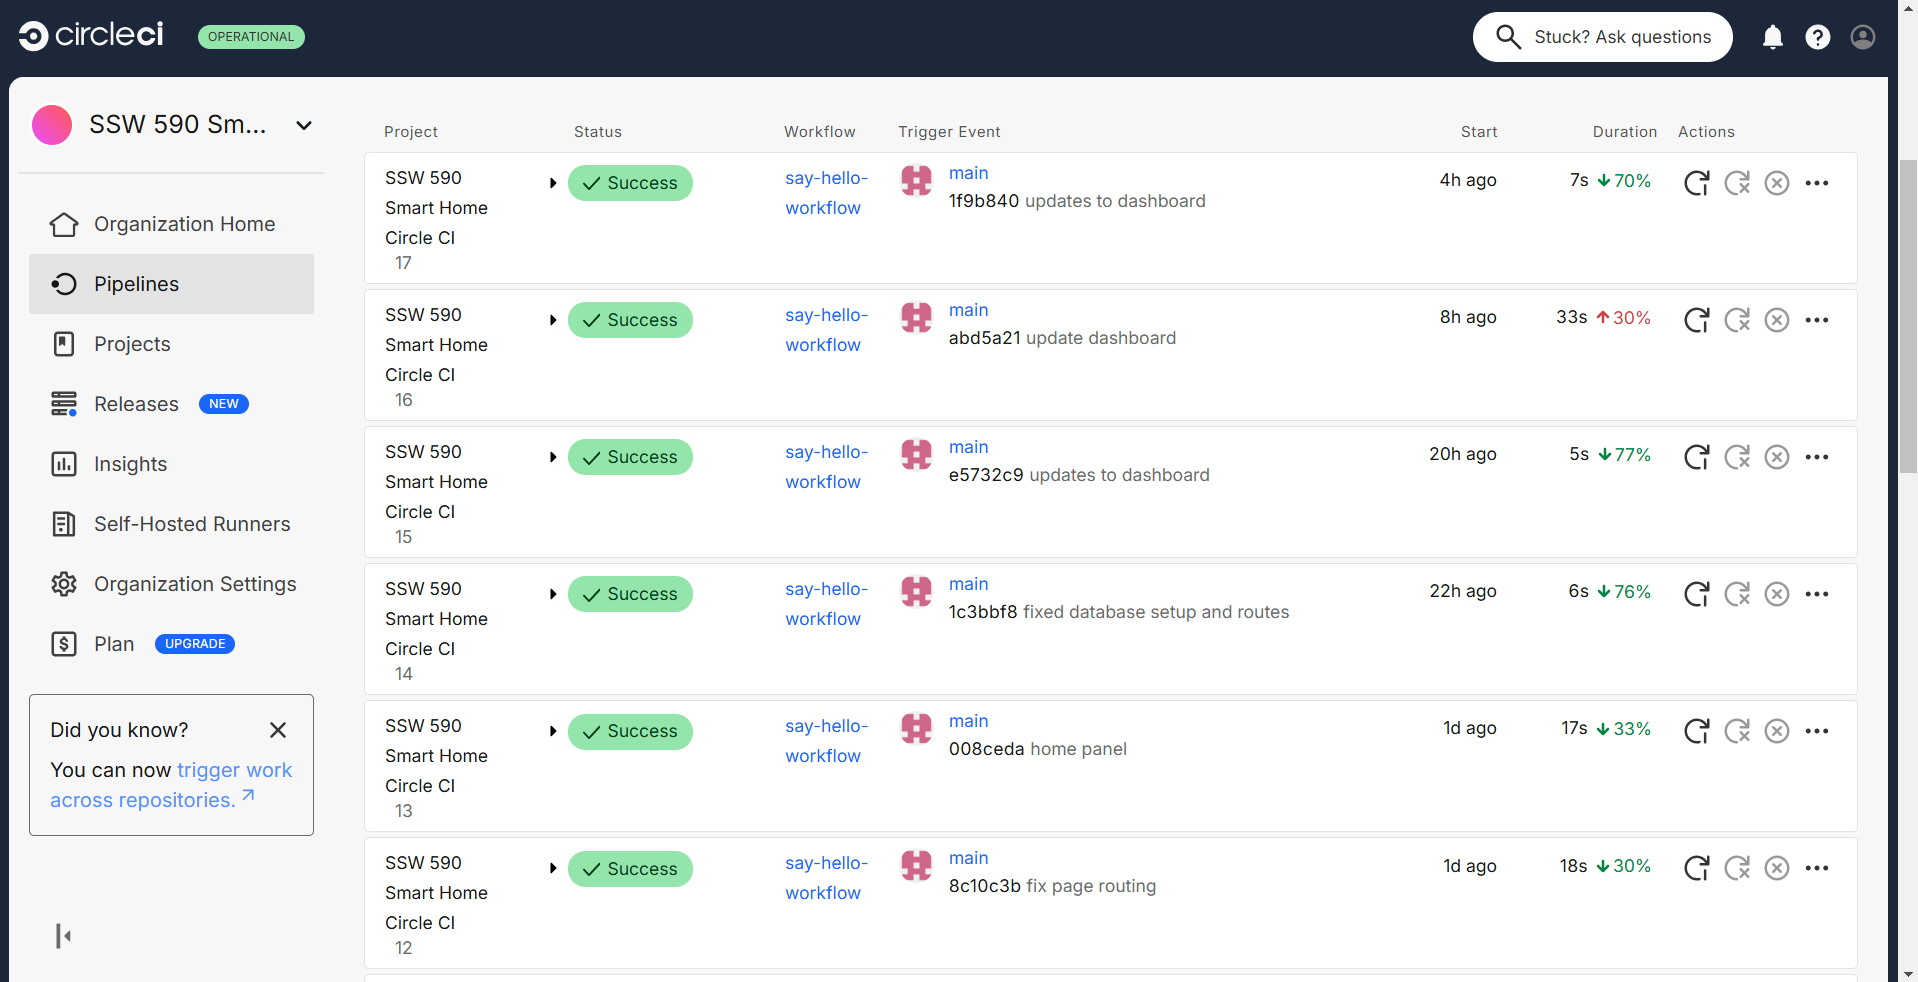 circleci
OPERATIONAL
Stuck? Ask questions
SSW 590 Sm...
Organization Home
Pipelines
Projects
Releases NEW
Insights
Self-Hosted Runners
Organization Settings
Plan UPGRADE
Did you know?
You can now trigger work
across repositories.
Project Status Workflow Trigger Event Start Duration Actions
SSW 590
Smart Home
Circle CI
17
Success
say-hello-
workflow
main
1f9b840 updates to dashboard
4h ago
7s 70%
SSW 590
Smart Home
Circle CI
16
Success
say-hello-
workflow
main
abd5a21 update dashboard
8h ago
33s 30%
SSW 590
Smart Home
Circle CI
15
Success
say-hello-
workflow
main
e5732c9 updates to dashboard
20h ago
5s 77%
SSW 590
Smart Home
Circle CI
14
Success
say-hello-
workflow
main
1c3bbf8 fixed database setup and routes
22h ago
6s 76%
SSW 590
Smart Home
Circle CI
13
Success
say-hello-
workflow
main
008ceda home panel
1d ago
17s 33%
SSW 590
Smart Home
Circle CI
12
Success
say-hello-
workflow
main
8c10c3b fix page routing
1d ago
18s 30%